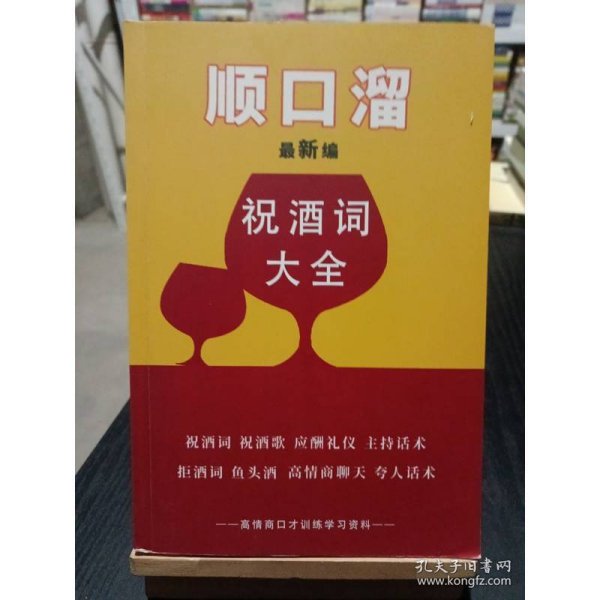 顺口溜
最新编
祝酒词
大全
祝酒词 祝酒歌 应酬礼仪 主持话术
拒酒词 鱼头酒 高情商聊天 夸人话术
——高情商口才训练学习资料——
孔夫子旧书网
www.kongfz.com